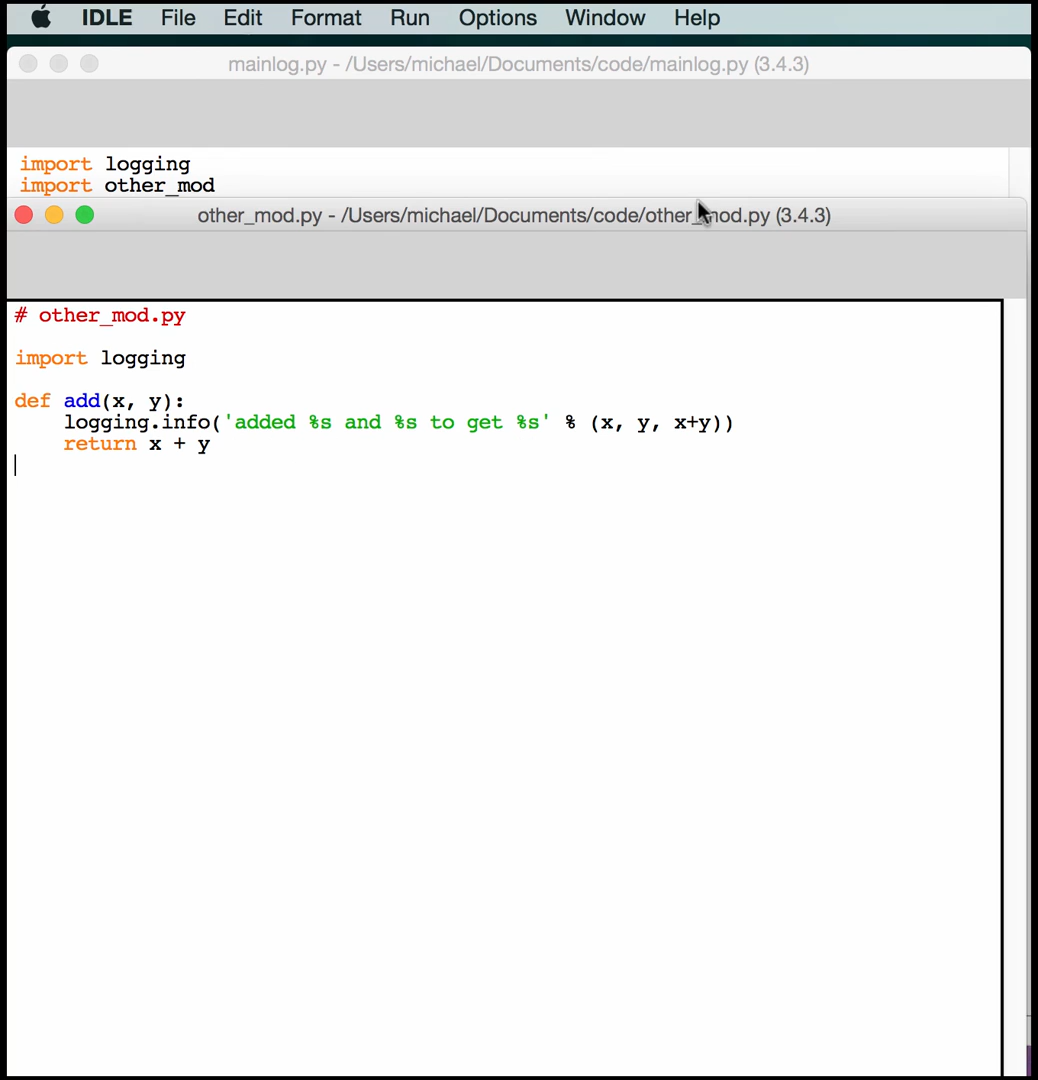 IDLE File Edit Format Run Options Window Help
mainlog.py - /Users/michael/Documents/code/mainlog.py (3.4.3)
import logging
import other_mod
other_mod.py - /Users/michael/Documents/code/other_mod.py (3.4.3)
# other_mod.py
import logging
def add(x, y):
    logging.info('added %s and %s to get %s' % (x, y, x+y))
    return x + y